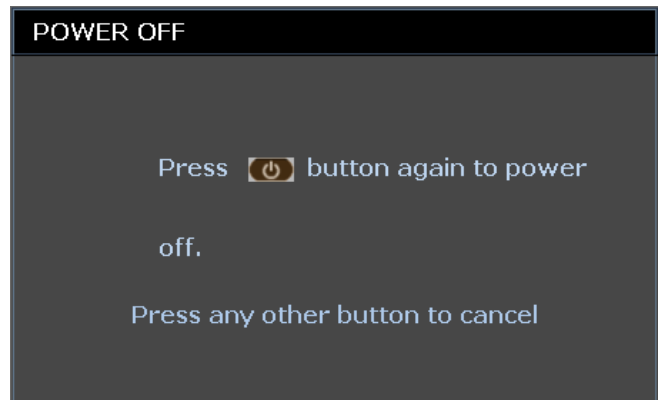 POWER OFF
Press button again to power
off.
Press any other button to cancel